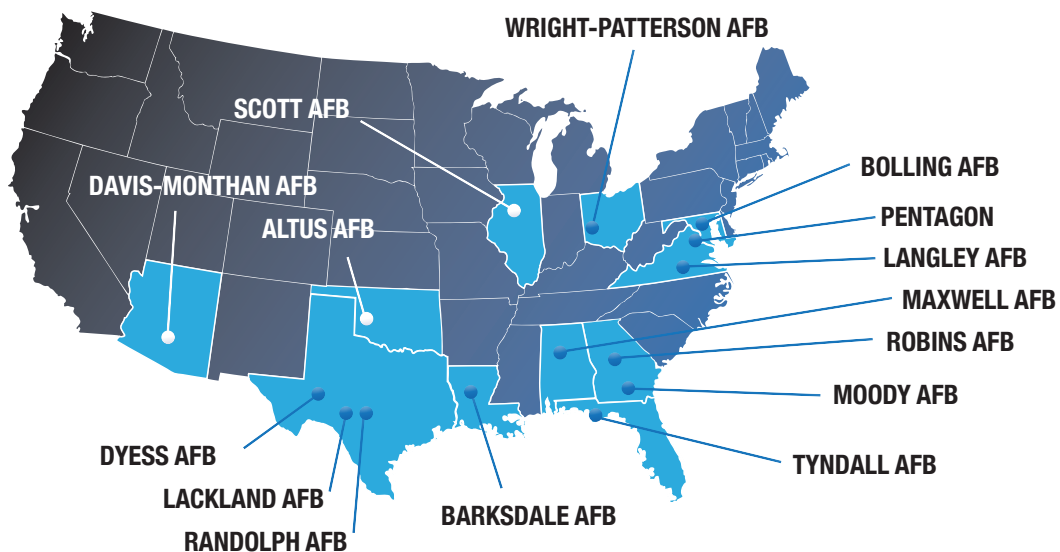 WRIGHT-PATTERSON AFB
SCOTT AFB
BOLLING AFB
DAVIS-MONTHAN AFB
PENTAGON
ALTUS AFB
LANGLEY AFB
MAXWELL AFB
ROBINS AFB
MOODY AFB
DYESS AFB
TYNDALL AFB
LACKLAND AFB
BARKSDALE AFB
RANDOLPH AFB